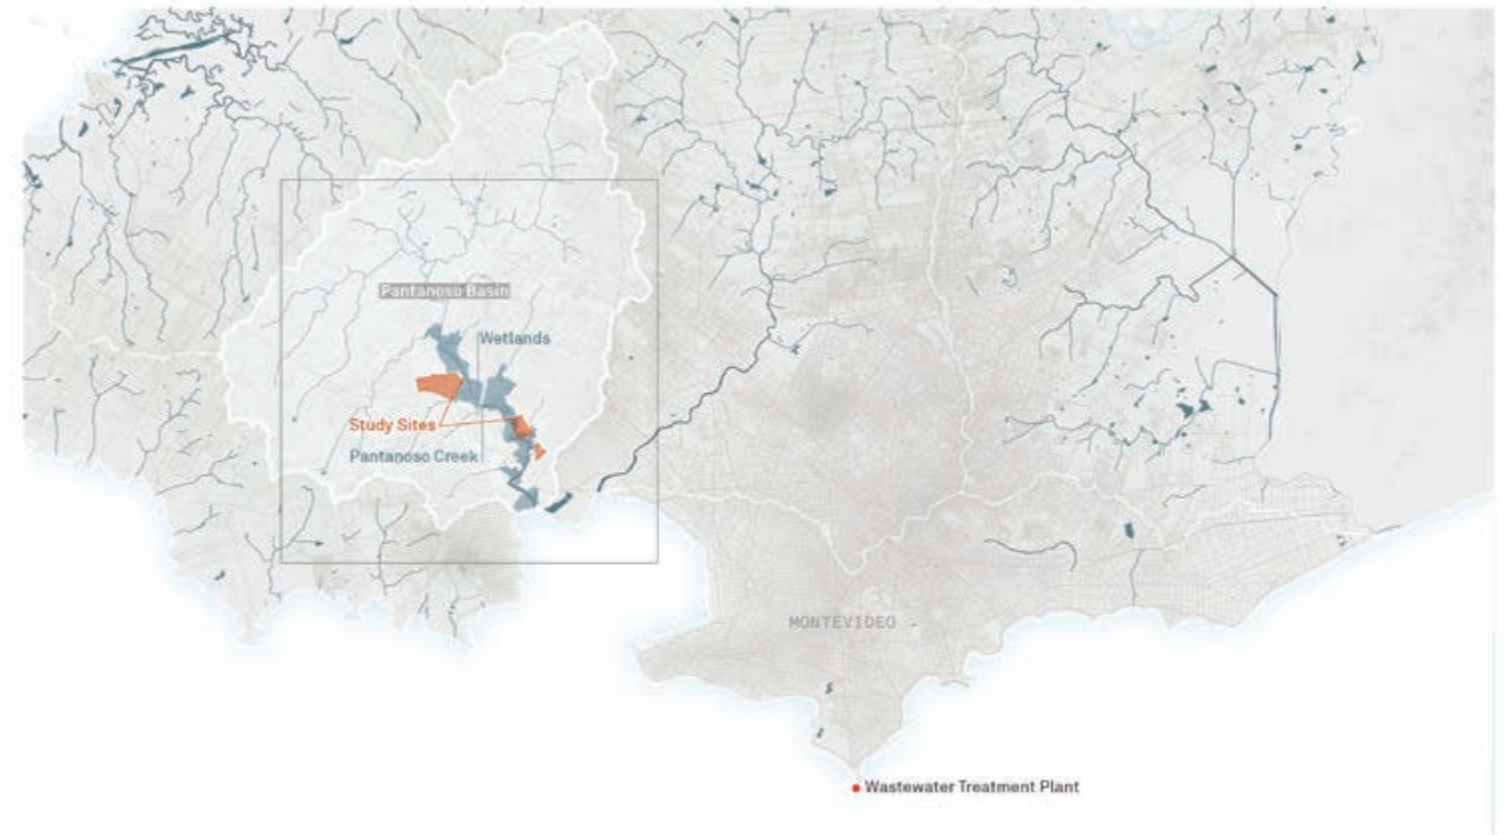 Pantanoso Basin
Wetlands
Study Sites
Pantanoso Creek
MONTEVIDEO
Wastewater Treatment Plant